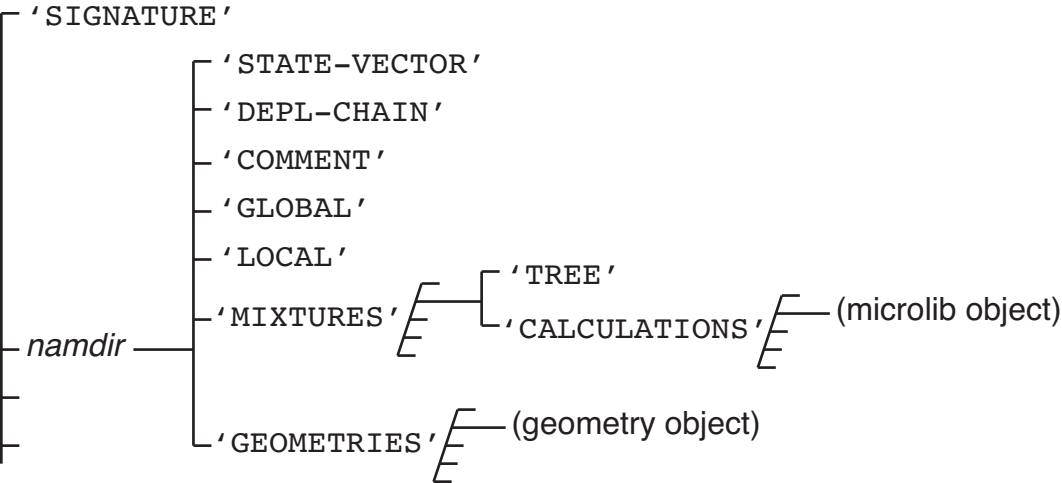 ‘SIGNATURE’
‘STATE-VECTOR’
‘DEPL-CHAIN’
‘COMMENT’
‘GLOBAL’
‘LOCAL’
‘TREE’
‘MIXTURES’
‘CALCULATIONS’ (microlib object)
namdir
‘GEOMETRIES’ (geometry object)